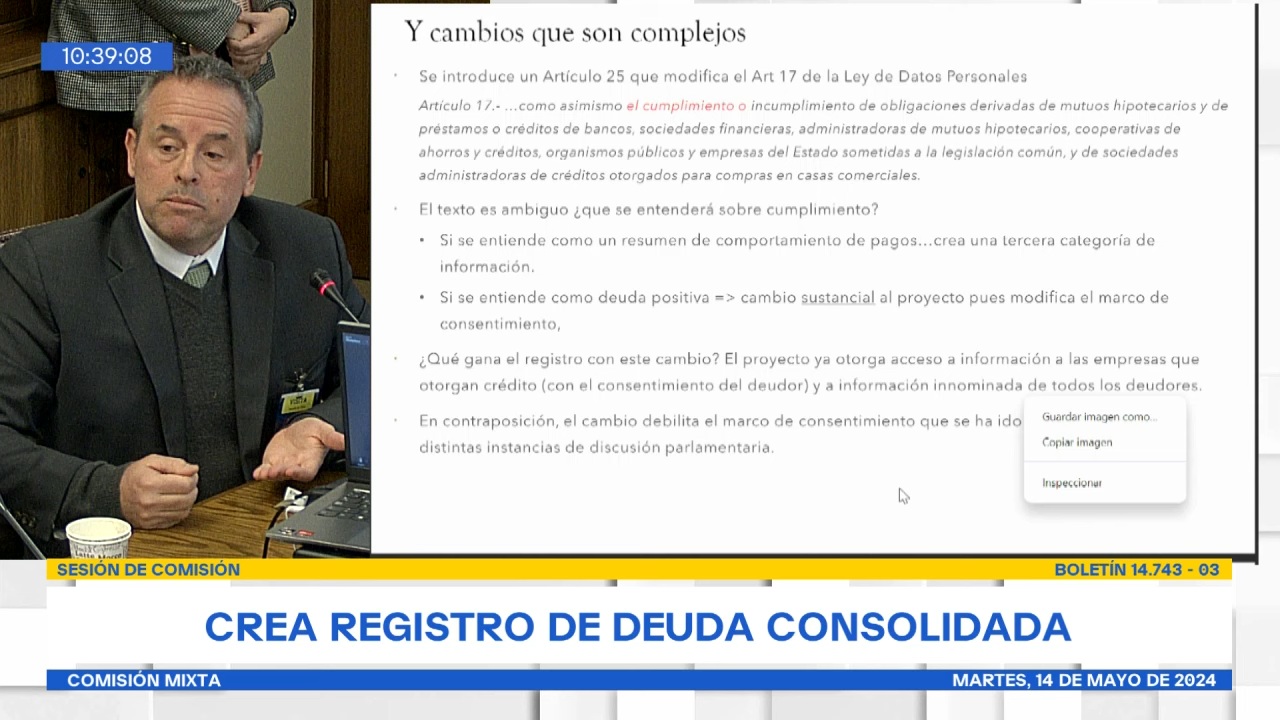 10:39:08
Y cambios que son complejos
Se introduce un Artículo 25 que modifica el Art 17 de la Ley de Datos Personales
Artículo 17.- ...como asimismo el cumplimiento o incumplimiento de obligaciones derivadas de mutuos hipotecarios y de
préstamos o créditos de bancos, sociedades financieras, administradoras de mutuos hipotecarios, cooperativas de
ahorros y créditos, organismos públicos y empresas del Estado sometidas a la legislación común, y de sociedades
administradoras de créditos otorgados para compras en casas comerciales.
El texto es ambiguo ¿que se entenderá sobre cumplimiento?
• Si se entiende como un resumen de comportamiento de pagos...crea una tercera categoría de
información.
• Si se entiende como deuda positiva => cambio sustancial al proyecto pues modifica el marco de
consentimiento,
¿Qué gana el registro con este cambio? El proyecto ya otorga acceso a información a las empresas que
otorgan crédito (con el consentimiento del deudor) y a información innominada de todos los deudores.
En contraposición, el cambio debilita el marco de consentimiento que se ha ido
distintas instancias de discusión parlamentaria.
Guardar imagen como...
Copiar imagen
Inspeccionar
SESIÓN DE COMISIÓN
BOLETÍN 14.743 - 03
CREA REGISTRO DE DEUDA CONSOLIDADA
COMISIÓN MIXTA
MARTES, 14 DE MAYO DE 2024